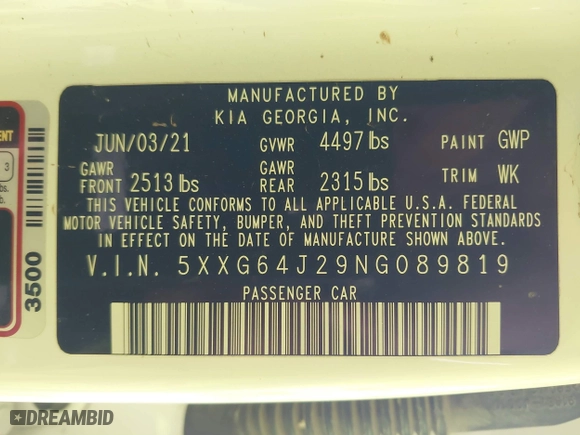 MANUFACTURED BY
KIA GEORGIA, INC.
JUN/03/21 GVWR 4497 lbs PAINT GWP
GAWR FRONT 2513 lbs GAWR REAR 2315 lbs TRIM WK
THIS VEHICLE CONFORMS TO ALL APPLICABLE U.S.A. FEDERAL
MOTOR VEHICLE SAFETY, BUMPER, AND THEFT PREVENTION STANDARDS
IN EFFECT ON THE DATE OF MANUFACTURE SHOWN ABOVE.
V.I.N. 5XXG64J29NG089819
PASSENGER CAR
3500
3
DREAMBID